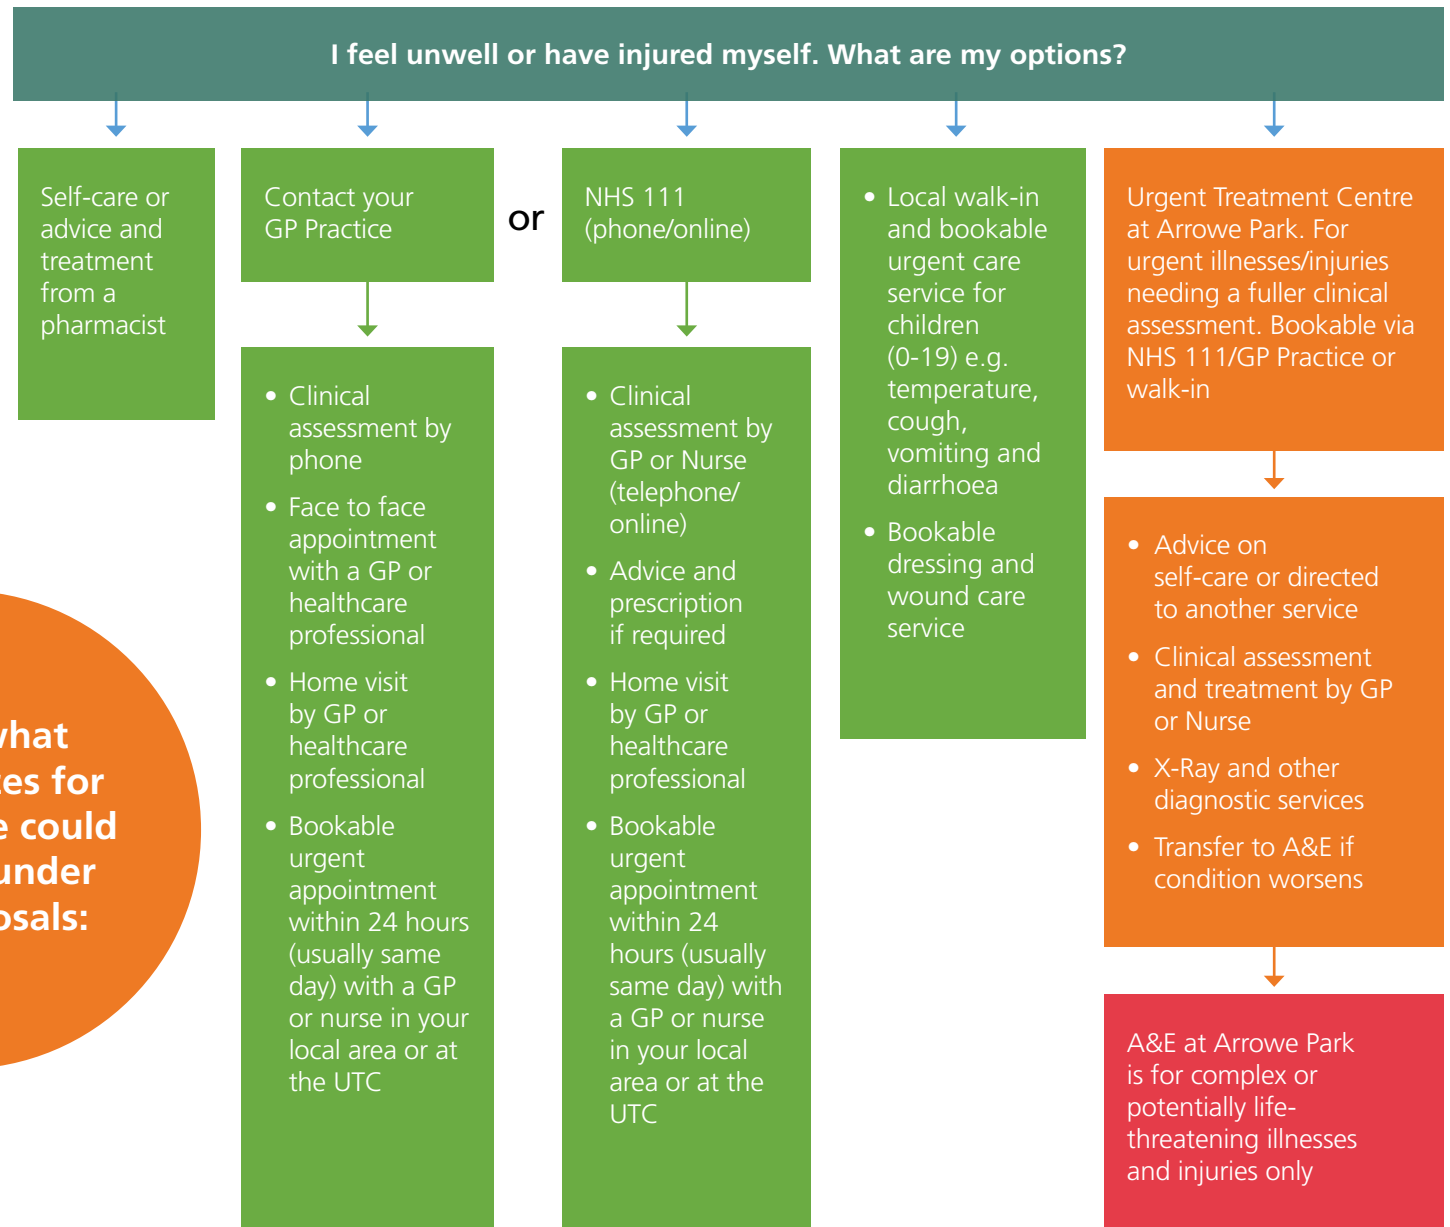 I feel unwell or have injured myself. What are my options?
Self-care or
advice and
treatment
from a
pharmacist
Contact your
GP Practice
or
NHS 111
(phone/online)
• Clinical
assessment by
phone
• Face to face
appointment
with a GP or
healthcare
professional
• Home visit
by GP or
healthcare
professional
• Bookable
urgent
appointment
within 24 hours
(usually same
day) with a GP
or nurse in your
local area or at
the UTC
• Clinical
assessment by
GP or Nurse
(telephone/
online)
• Advice and
prescription
if required
• Home visit
by GP or
healthcare
professional
• Bookable
urgent
appointment
within 24
hours (usually
same day) with
a GP or nurse
in your local
area or at the
UTC
• Local walk-in
and bookable
urgent care
service for
children
(0-19) e.g.
temperature,
cough,
vomiting and
diarrhoea
• Bookable
dressing and
wound care
service
Urgent Treatment Centre
at Arrowe Park. For
urgent illnesses/injuries
needing a fuller clinical
assessment. Bookable via
NHS 111/GP Practice or
walk-in
• Advice on
self-care or directed
to another service
• Clinical assessment
and treatment by GP
or Nurse
• X-Ray and other
diagnostic services
• Transfer to A&E if
condition worsens
A&E at Arrowe Park
is for complex or
potentially life-
threatening illnesses
and injuries only
what
for
could
under